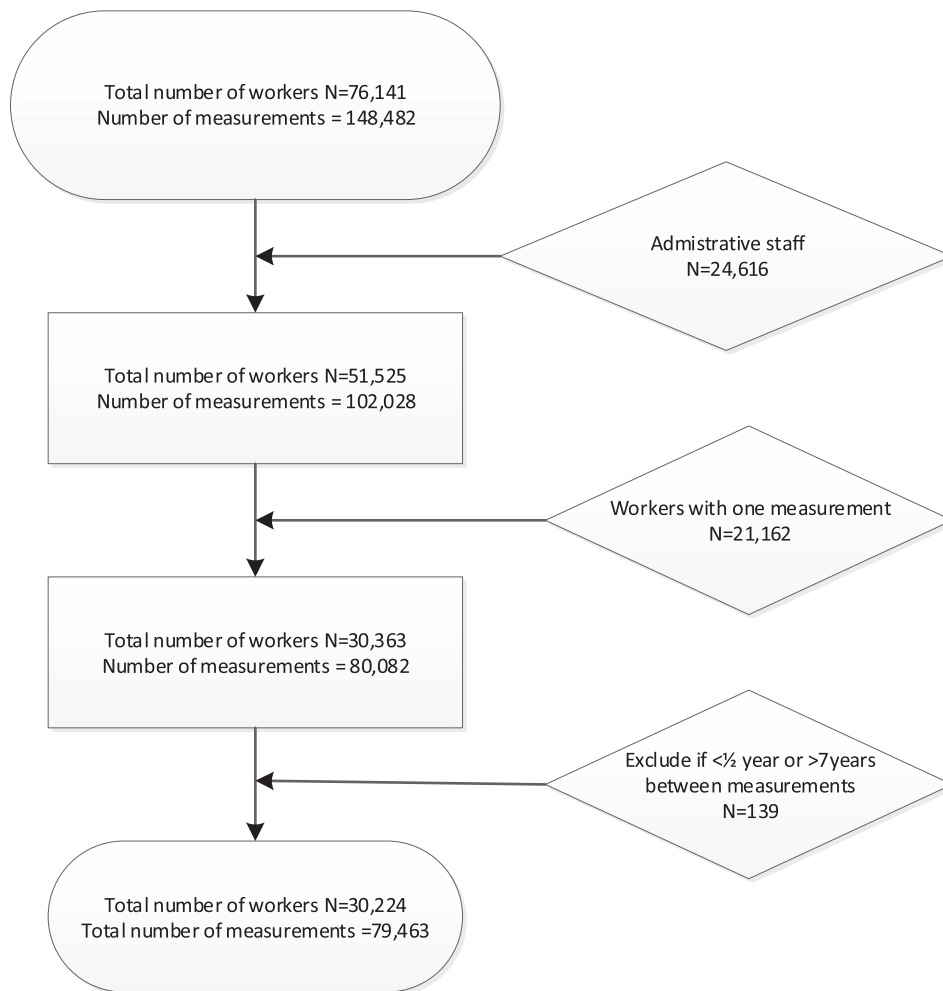 Total number of workers N=76,141
Number of measurements = 148,482
Admistrative staff
N=24,616
Total number of workers N=51,525
Number of measurements = 102,028
Workers with one measurement
N=21,162
Total number of workers N=30,363
Number of measurements = 80,082
Exclude if <½ year or >7years
between measurements
N=139
Total number of workers N=30,224
Total number of measurements =79,463